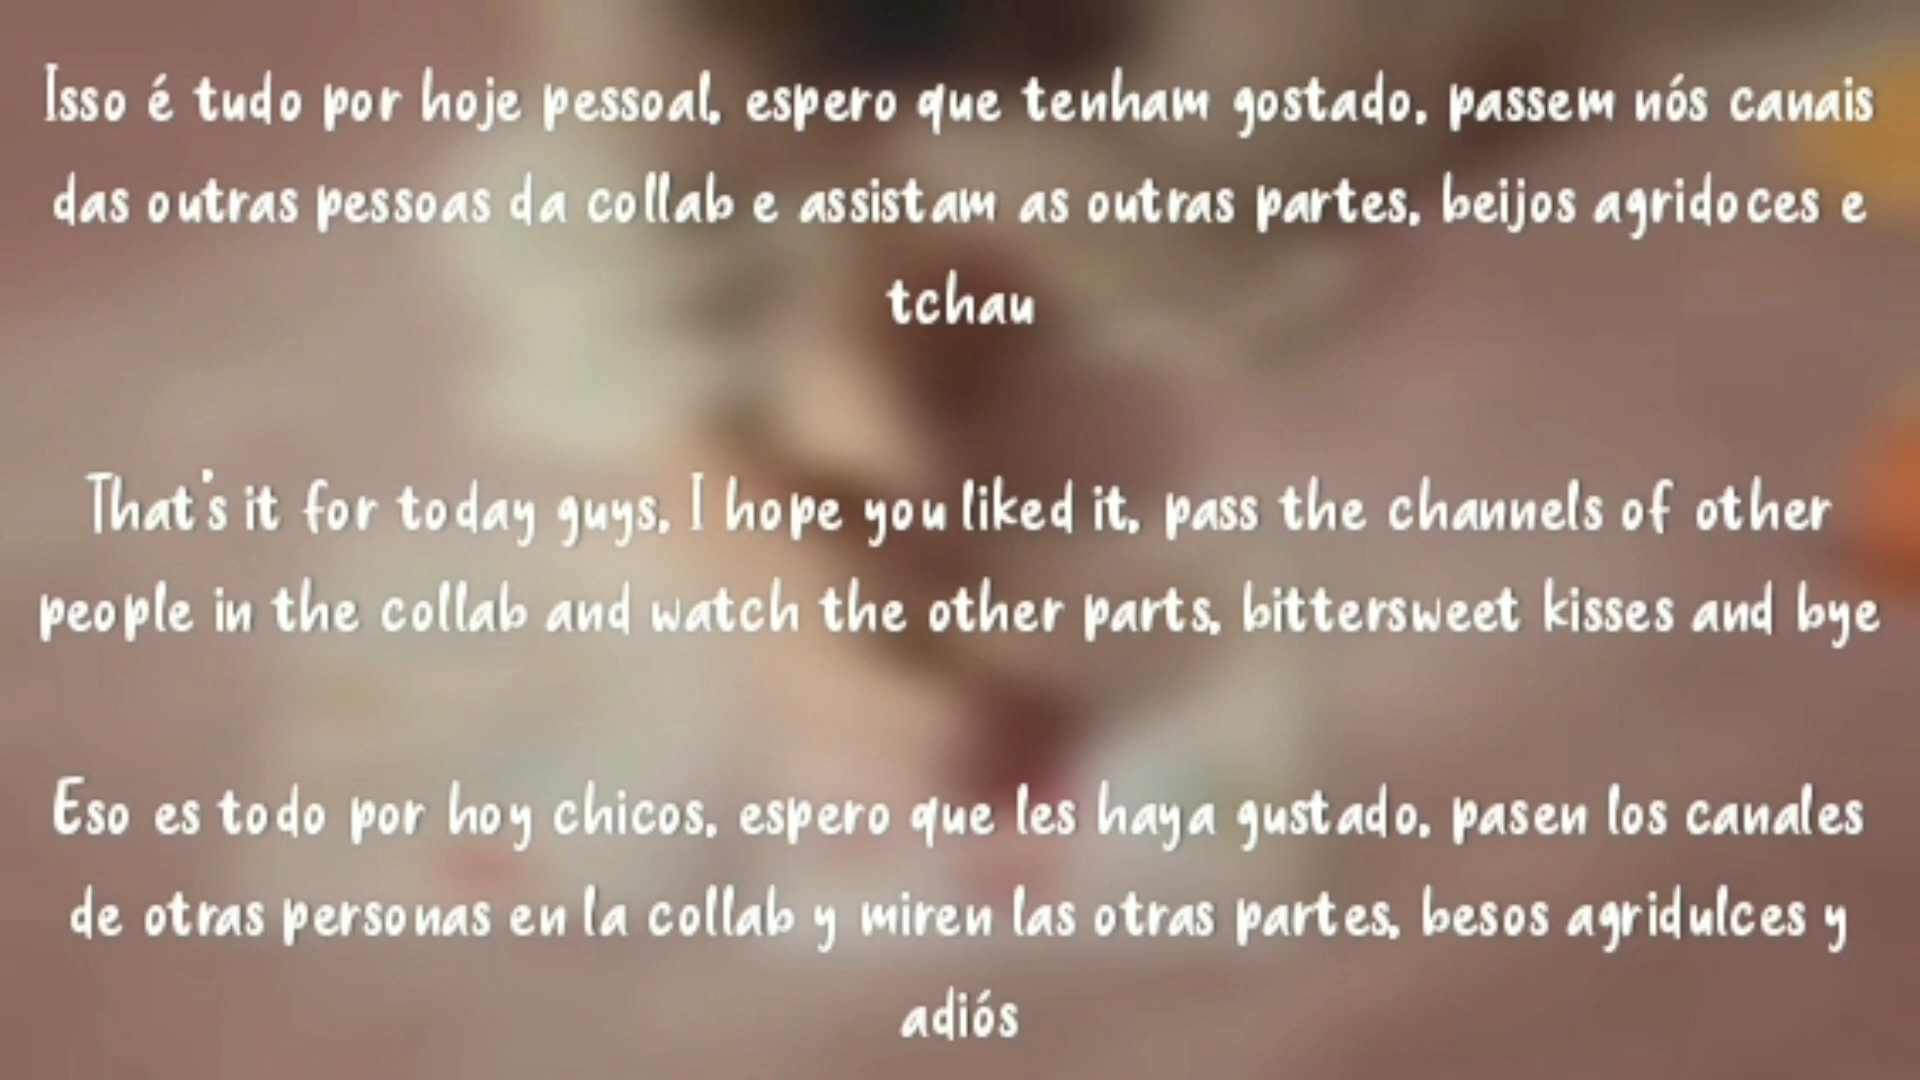 Isso é tudo por hoje pessoal, espero que tenham gostado, passem nós canais
das outras pessoas da collab e assistam as outras partes, beijos agridoces e
tchau
That's it for today guys, I hope you liked it, pass the channels of other
people in the collab and watch the other parts, bittersweet kisses and bye
Eso es todo por hoy chicos, espero que les haya gustado, pasen los canales
de otras personas en la collab y miren las otras partes, besos agridulces y
adiós